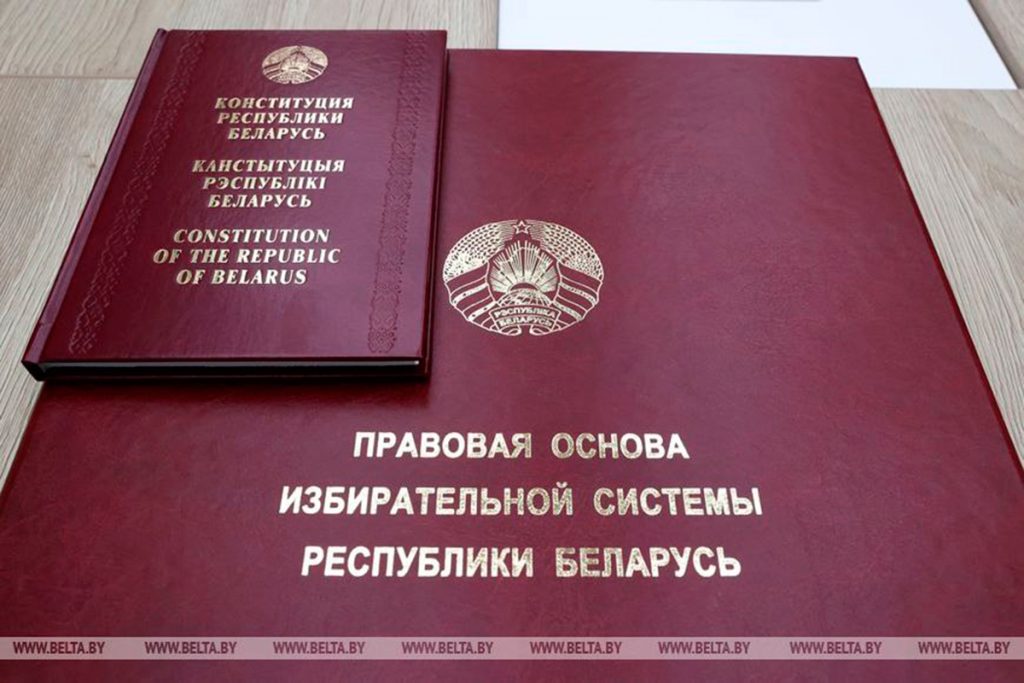 КОНСТИТУЦИЯ
РЕСПУБЛИКИ
БЕЛАРУСЬ
КАНСТЫТУЦЫЯ
РЭСПУБЛІКІ
БЕЛАРУСЬ
CONSTITUTION
OF THE REPUBLIC
OF BELARUS
РЭСПУБЛІКА
БЕЛАРУСЬ
ПРАВОВАЯ ОСНОВА
ИЗБИРАТЕЛЬНОЙ СИСТЕМЫ
РЕСПУБЛИКИ БЕЛАРУСЬ
WWW.BELTA.BY WWW.BELTA.BY WWW.BELTA.BY WWW.BELTA.BY WWW.BELTA.BY WWW.BELTA.BY WWW.BELTA.BY WWW.BELTA.BY